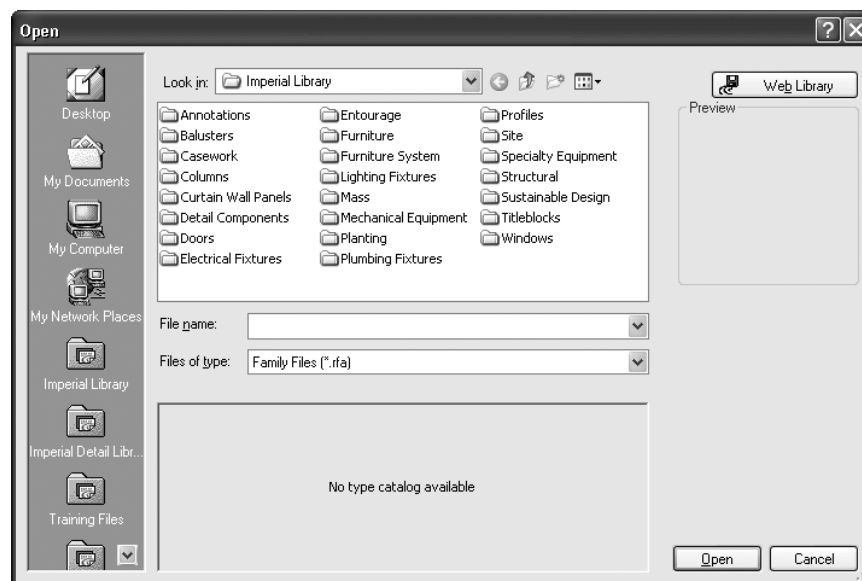 Open
Look in: Imperial Library
Web Library
Desktop
My Documents
My Computer
My Network Places
Imperial Library
Imperial Detail Libr...
Training Files
Annotations Entourage Profiles
Balusters Furniture Site
Casework Furniture System Specialty Equipment
Columns Lighting Fixtures Structural
Curtain Wall Panels Mass Sustainable Design
Detail Components Mechanical Equipment Titleblocks
Doors Planting Windows
Electrical Fixtures Plumbing Fixtures
Preview
File name:
Files of type: Family Files (*.rfa)
No type catalog available
Open Cancel